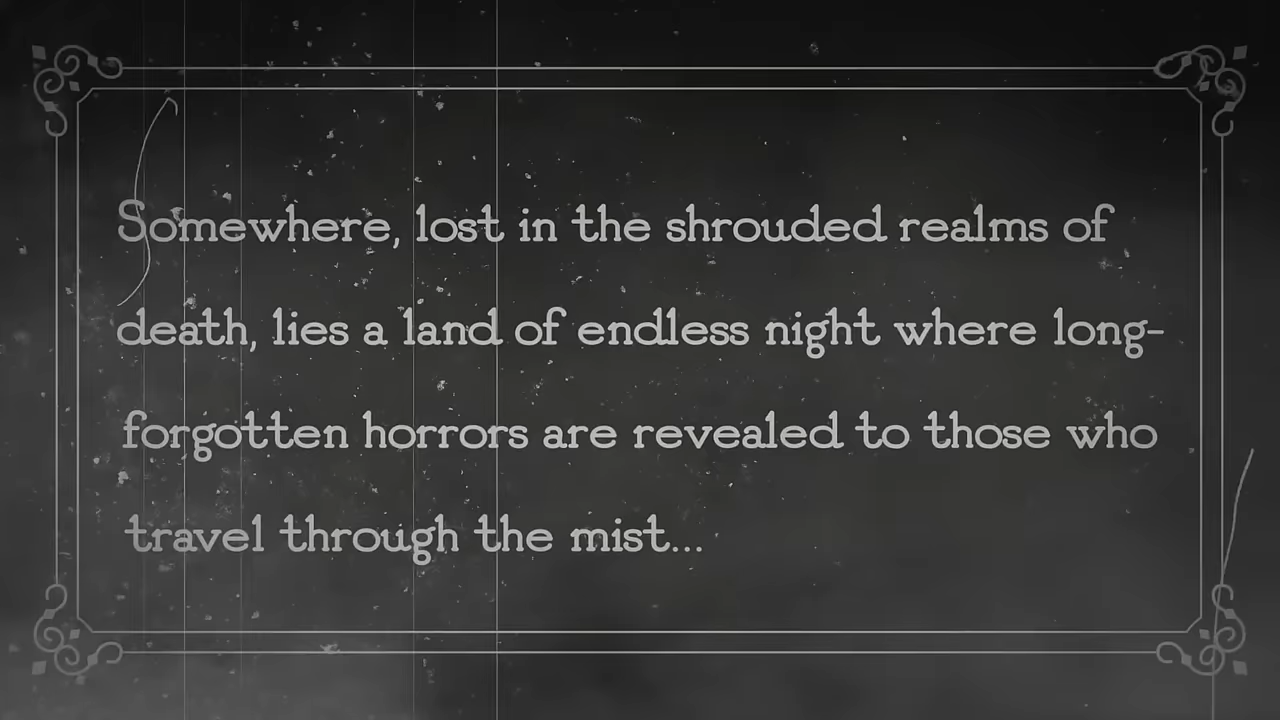 Somewhere, lost in the shrouded realms of
death, lies a land of endless night where long-
forgotten horrors are revealed to those who
travel through the mist...